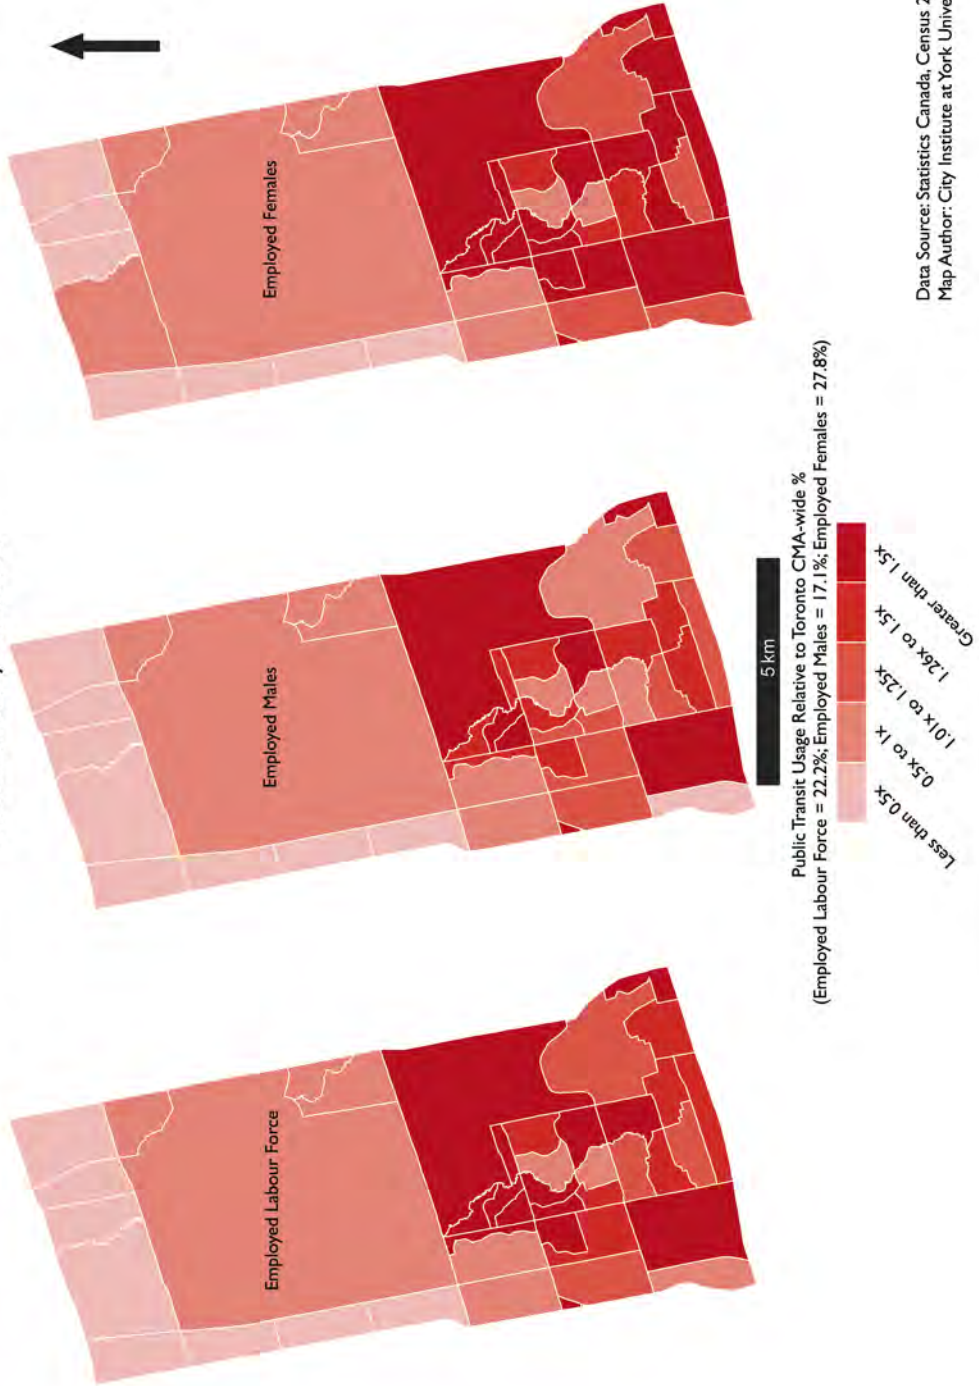 Employed Labour Force
Employed Males
Employed Females
5 km
Public Transit Usage Relative to Toronto CMA-wide %
(Employed Labour Force = 22.2%; Employed Males = 17.1%; Employed Females = 27.8%)
Less than 0.5x
0.5x to 1x
1.01x to 1.25x
1.26x to 1.5x
Greater than 1.5x
Data Source: Statistics Canada, Census 2
Map Author: City Institute at York Unive